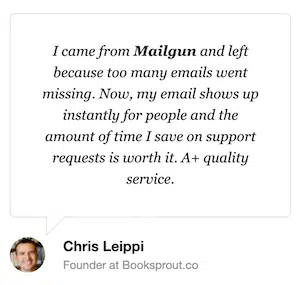 I came from Mailgun and left
because too many emails went
missing. Now, my email shows up
instantly for people and the
amount of time I save on support
requests is worth it. A+ quality
service.
Chris Leippi
Founder at Booksprout.co